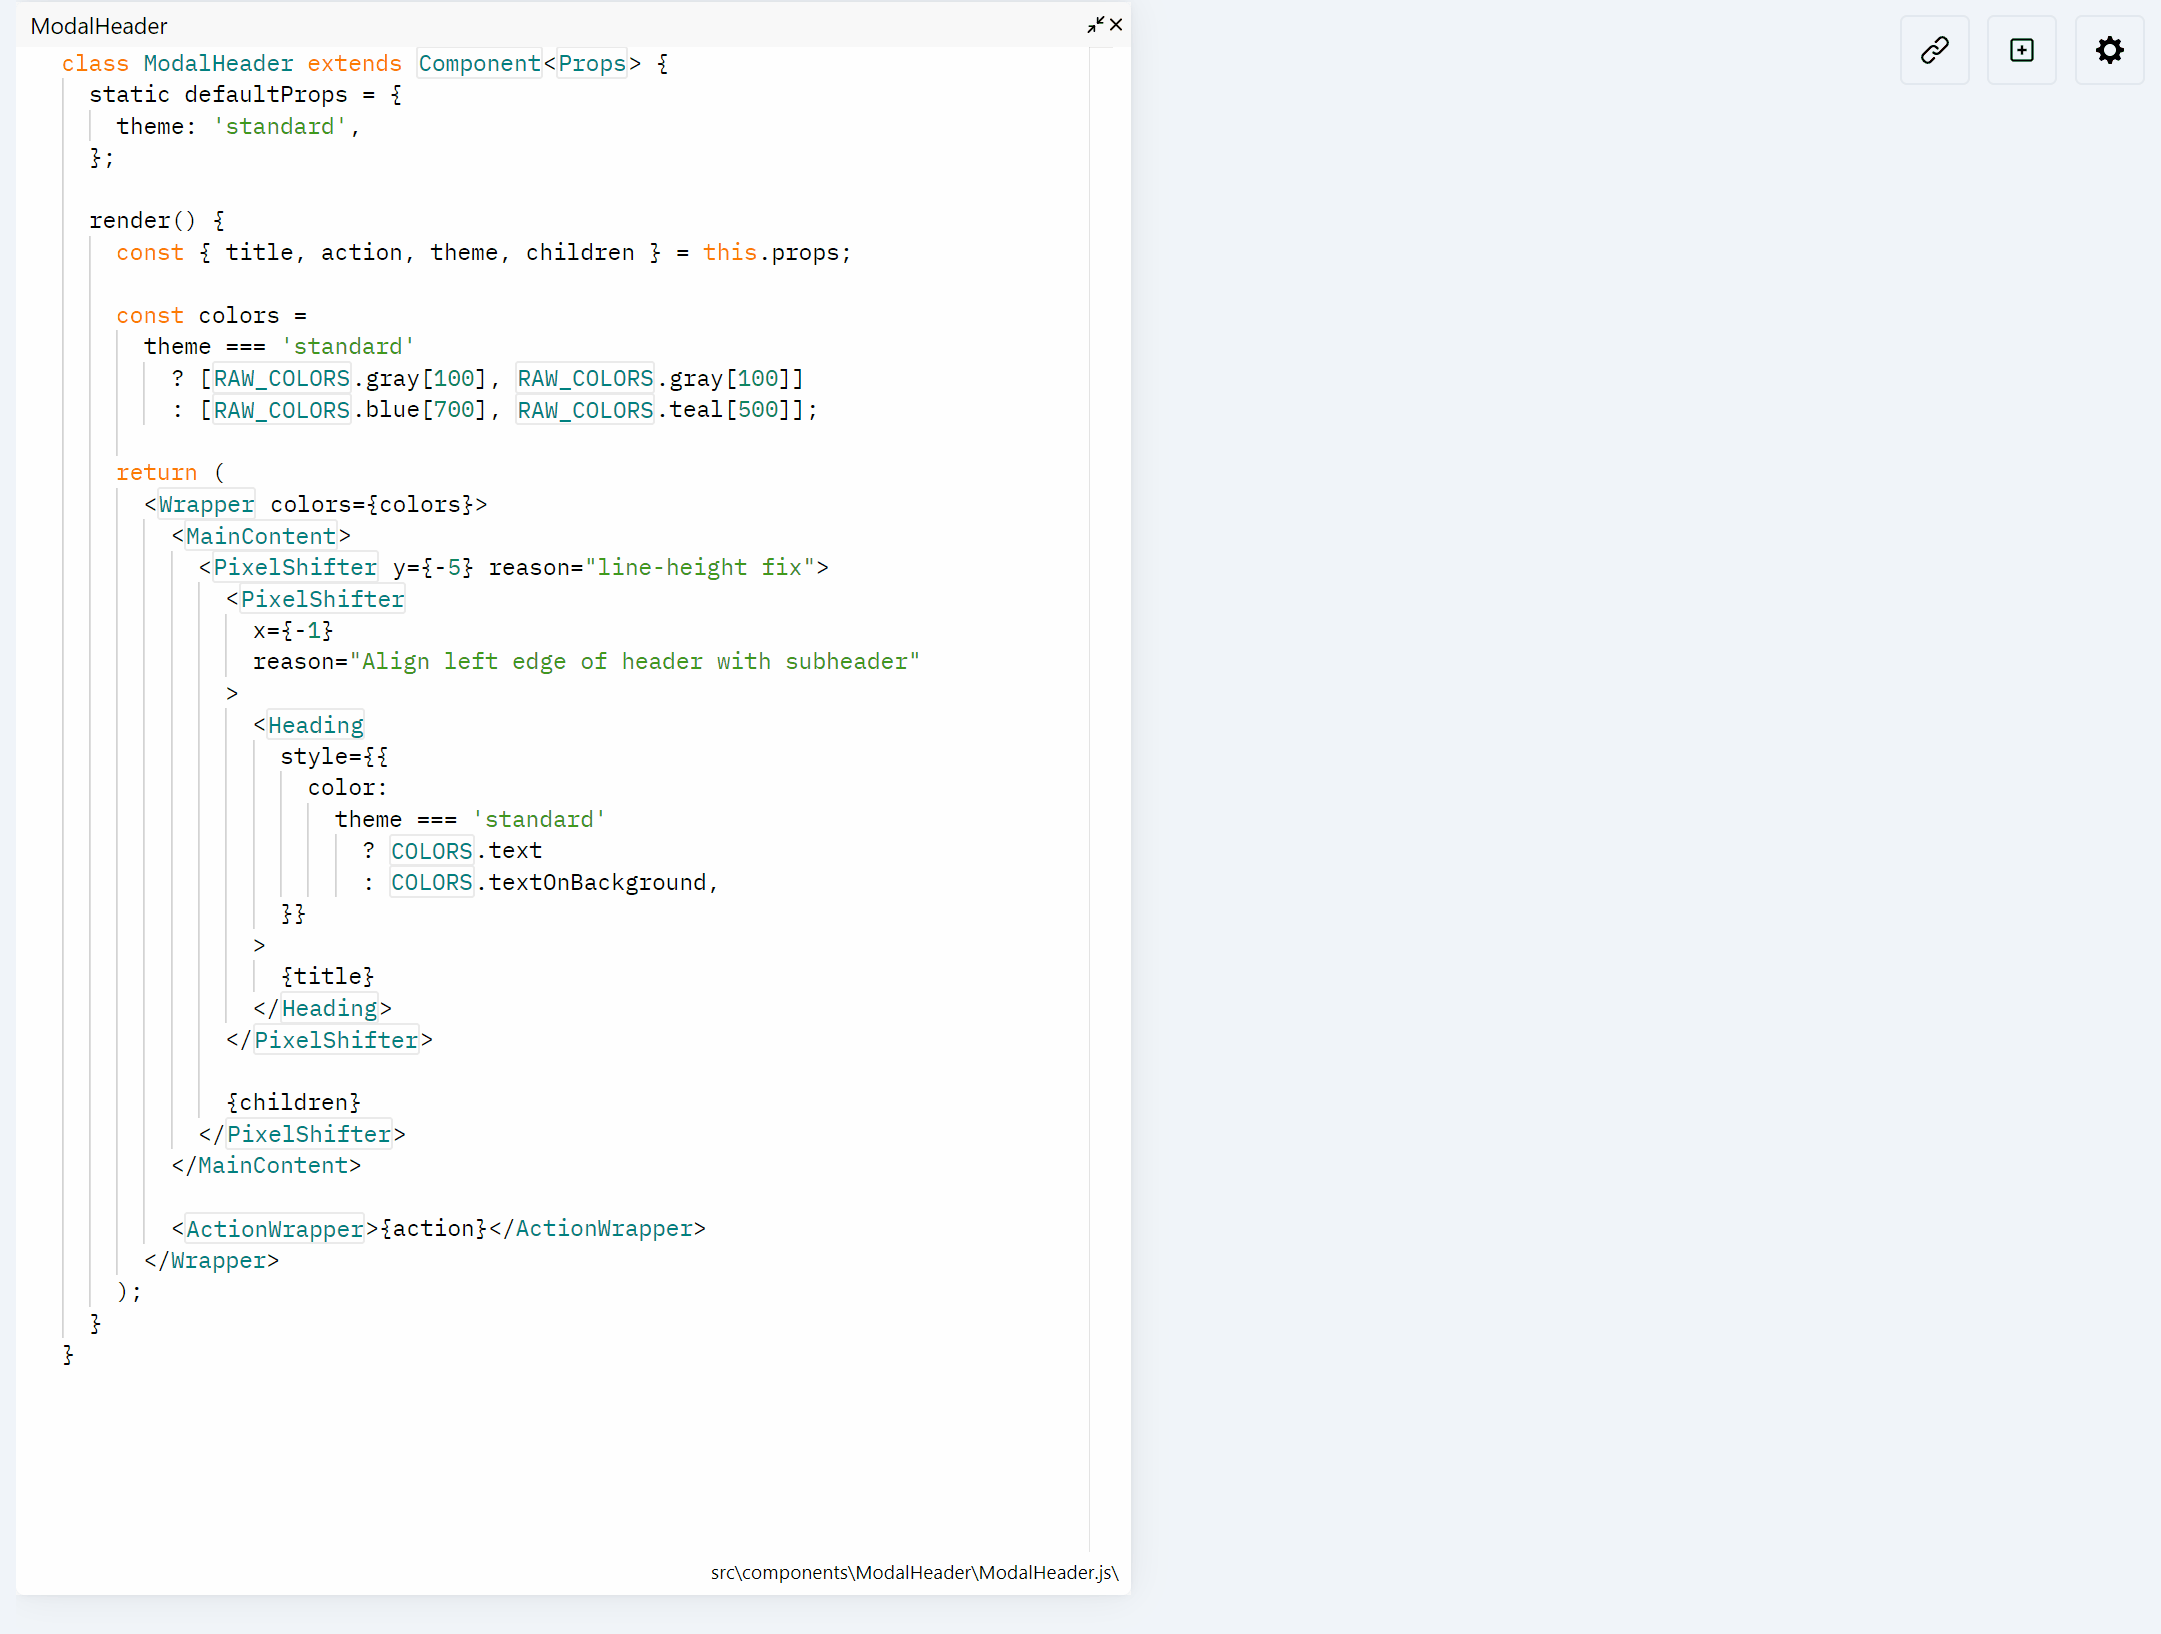 ModalHeader
class ModalHeader extends Component<Props> {
static defaultProps = {
theme: 'standard',
};
render() {
const { title, action, theme, children } = this.props;
const colors =
theme === 'standard'
? [RAW_COLORS.gray[100], RAW_COLORS.gray[100]]
: [RAW_COLORS.blue[700], RAW_COLORS.teal[500]];
return (
<Wrapper colors={colors}>
<MainContent>
<PixelShifter y={-5} reason="line-height fix">
<PixelShifter
x={-1}
reason="Align left edge of header with subheader"
>
<Heading
style={{
color:
theme === 'standard'
? COLORS.text
: COLORS.textOnBackground,
}}
>
{title}
</Heading>
</PixelShifter>
{children}
</PixelShifter>
</MainContent>
<ActionWrapper>{action}</ActionWrapper>
</Wrapper>
);
}
}
src\components\ModalHeader\ModalHeader.js\